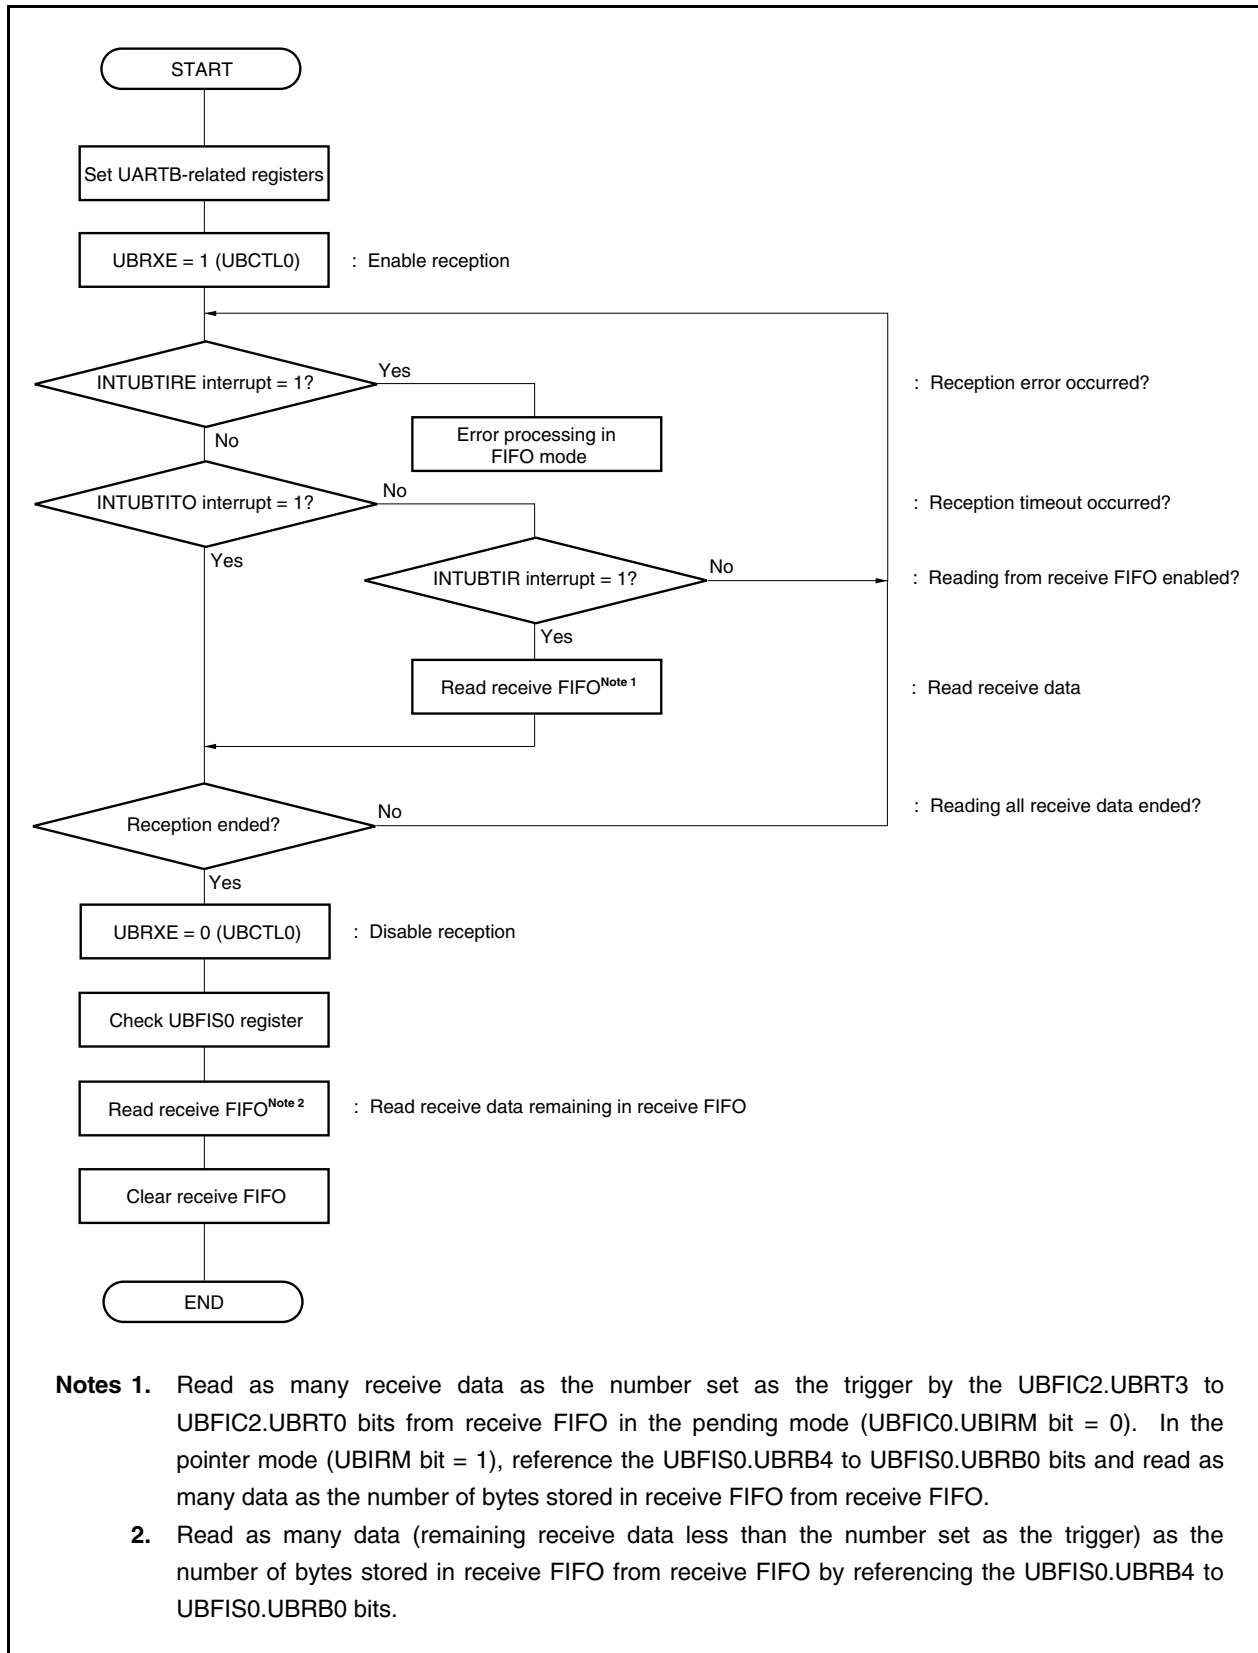 START
Set UARTB-related registers
UBRXE = 1 (UBCTL0)
: Enable reception
INTUBTIRE interrupt = 1?
Yes
: Reception error occurred?
No
Error processing in
FIFO mode
INTUBTITO interrupt = 1?
No
: Reception timeout occurred?
Yes
INTUBTIR interrupt = 1?
No
: Reading from receive FIFO enabled?
Yes
Read receive FIFONote 1
: Read receive data
Reception ended?
No
: Reading all receive data ended?
Yes
UBRXE = 0 (UBCTL0)
: Disable reception
Check UBFIS0 register
Read receive FIFONote 2
: Read receive data remaining in receive FIFO
Clear receive FIFO
END
Notes 1. Read as many receive data as the number set as the trigger by the UBFIC2.UBRT3 to
UBFIC2.UBRT0 bits from receive FIFO in the pending mode (UBFIC0.UBIRM bit = 0). In the
pointer mode (UBIRM bit = 1), reference the UBFIS0.UBRB4 to UBFIS0.UBRB0 bits and read as
many data as the number of bytes stored in receive FIFO from receive FIFO.
2. Read as many data (remaining receive data less than the number set as the trigger) as the
number of bytes stored in receive FIFO from receive FIFO by referencing the UBFIS0.UBRB4 to
UBFIS0.UBRB0 bits.